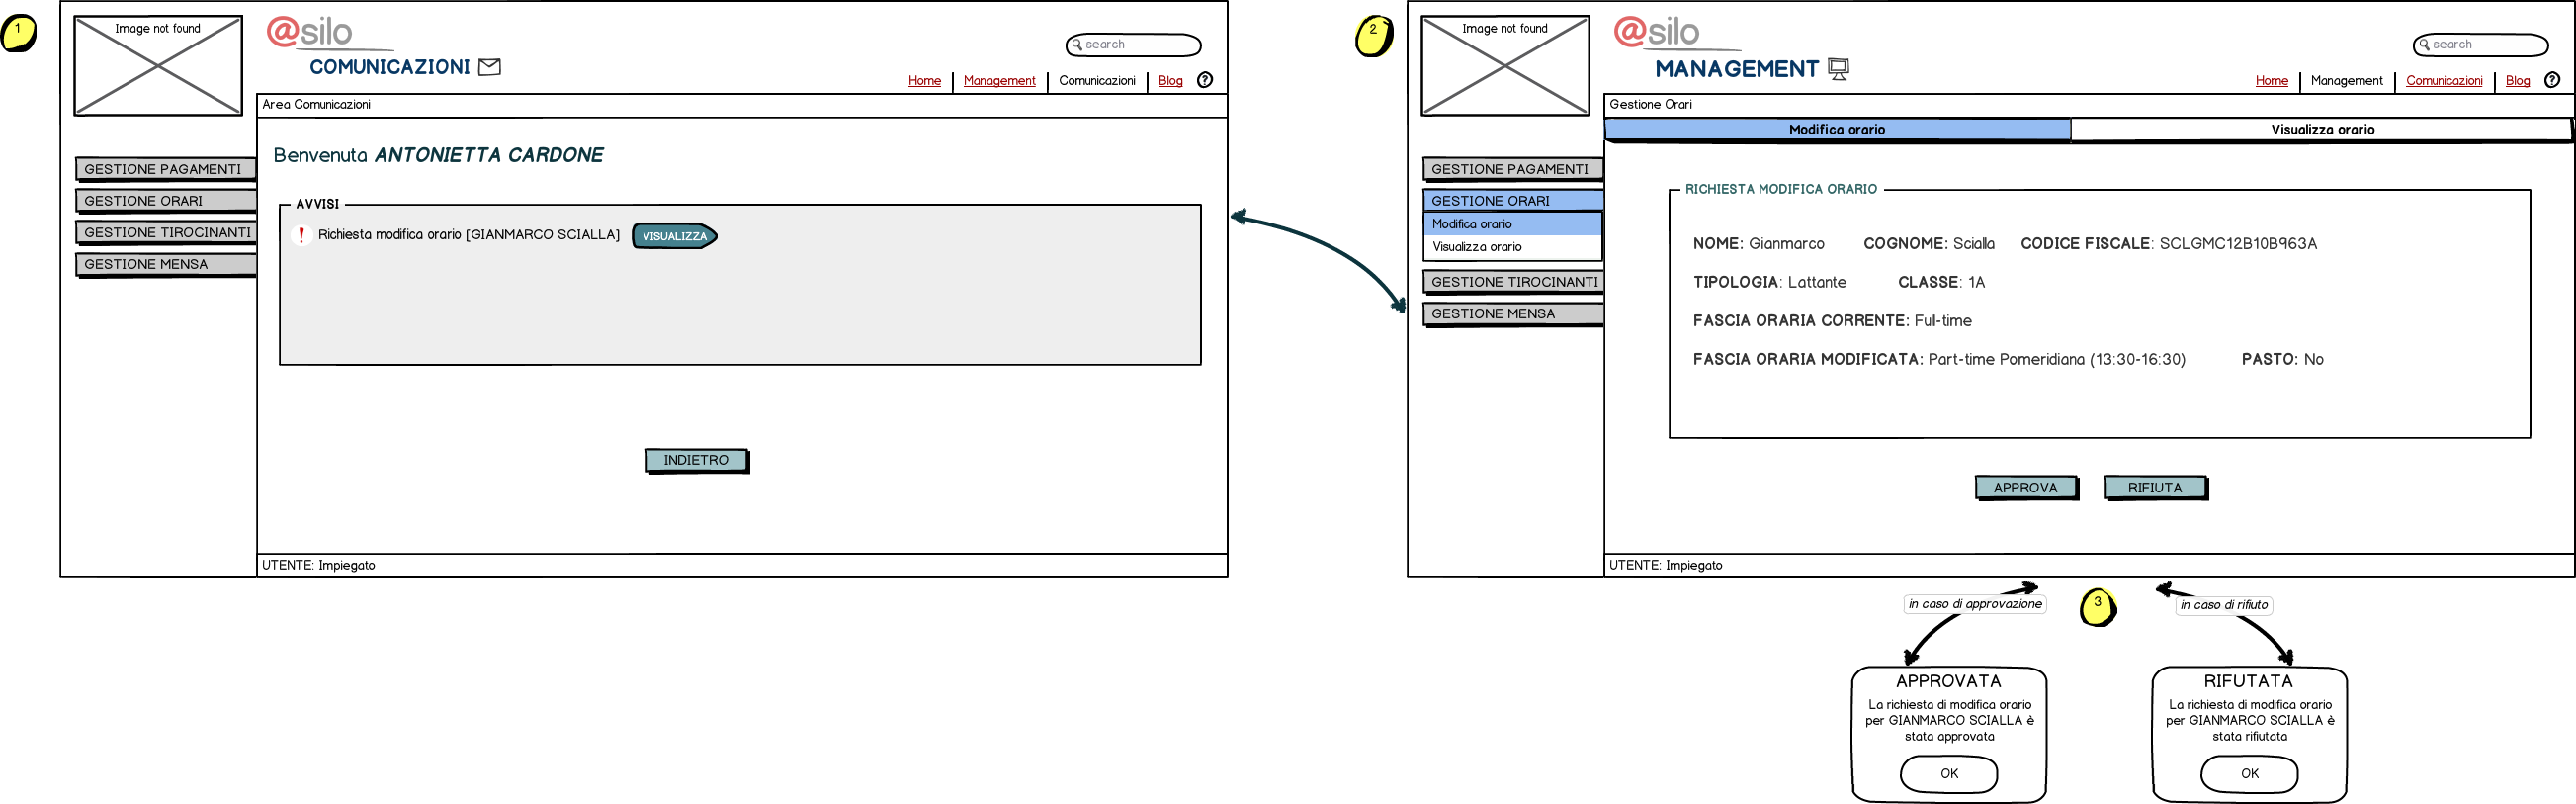 1
Image not found
@silo
COMUNICAZIONI
search
Home Management Comunicazioni Blog ?
Area Comunicazioni
Benvenuta ANTONIETTA CARDONE
GESTIONE PAGAMENTI
GESTIONE ORARI
GESTIONE TIROCINANTI
GESTIONE MENSA
AVVISI
! Richiesta modifica orario [GIANMARCO SCIALLA] VISUALIZZA
INDIETRO
UTENTE: Impiegato
2
Image not found
@silo
MANAGEMENT
search
Home Management Comunicazioni Blog ?
Gestione Orari
Modifica orario Visualizza orario
GESTIONE PAGAMENTI
GESTIONE ORARI
Modifica orario
Visualizza orario
GESTIONE TIROCINANTI
GESTIONE MENSA
RICHIESTA MODIFICA ORARIO
NOME: Gianmarco COGNOME: Scialla CODICE FISCALE: SCLGMC12B10B963A
TIPOLOGIA: Lattante CLASSE: 1A
FASCIA ORARIA CORRENTE: Full-time
FASCIA ORARIA MODIFICATA: Part-time Pomeridiana (13:30-16:30) PASTO: No
APPROVA RIFIUTA
UTENTE: Impiegato
in caso di approvazione
3
in caso di rifiuto
APPROVATA
La richiesta di modifica orario
per GIANMARCO SCIALLA è
stata approvata
OK
RIFUTATA
La richiesta di modifica orario
per GIANMARCO SCIALLA è
stata rifiutata
OK